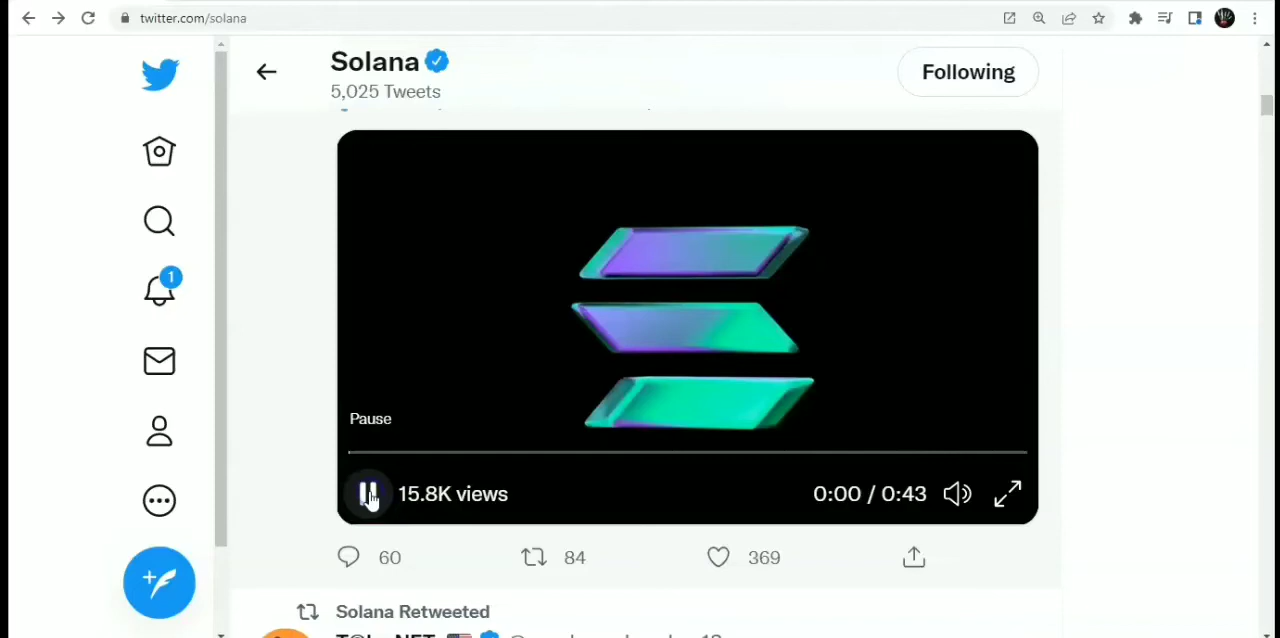 twitter.com/solana
Solana
5,025 Tweets
Following
1
Pause
15.8K views
0:00 / 0:43
60
84
369
Solana Retweeted